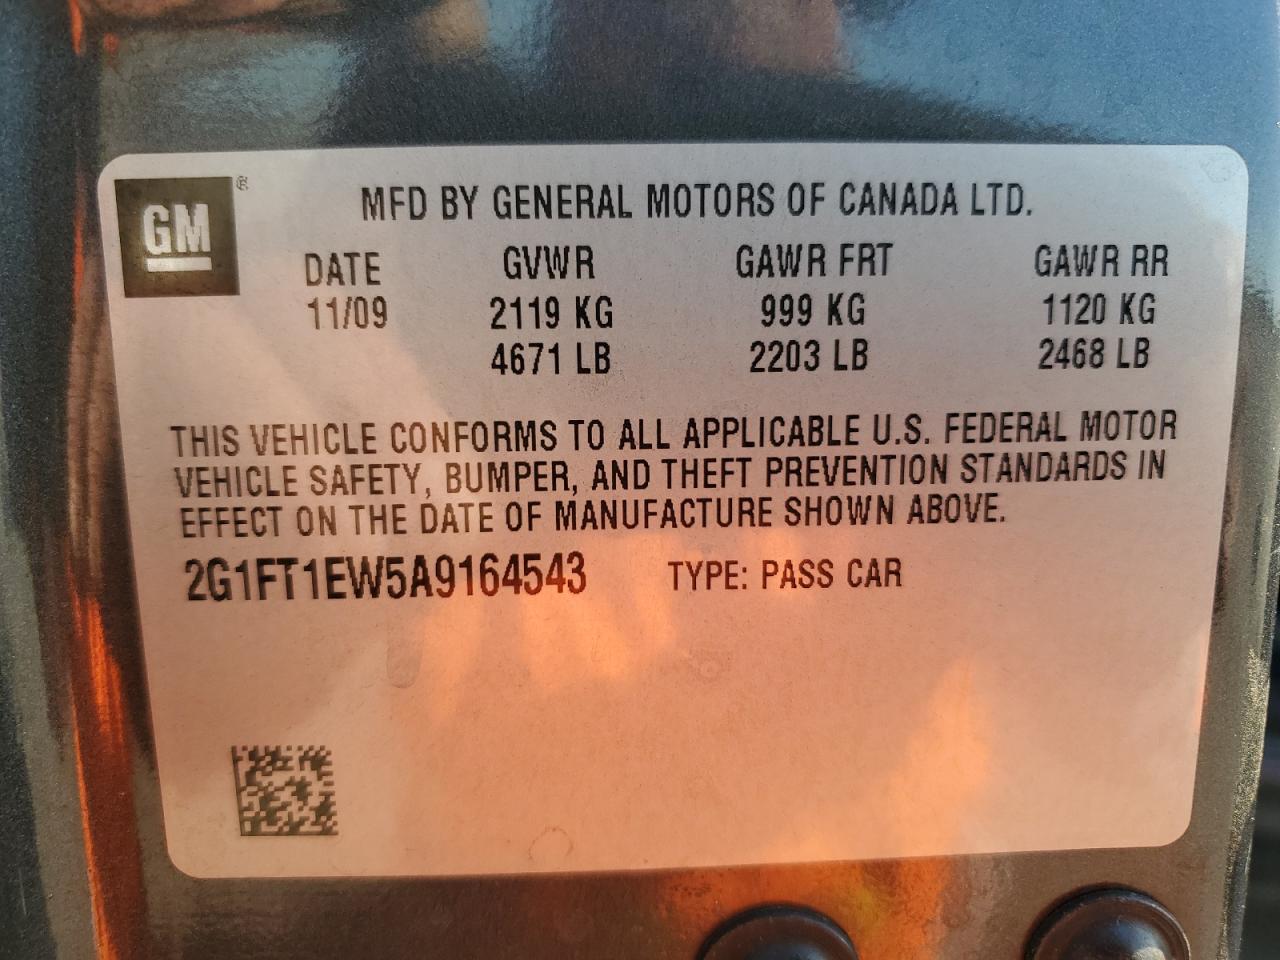 GM ®
MFD BY GENERAL MOTORS OF CANADA LTD.
DATE GVWR GAWR FRT GAWR RR
11/09 2119 KG 999 KG 1120 KG
4671 LB 2203 LB 2468 LB
THIS VEHICLE CONFORMS TO ALL APPLICABLE U.S. FEDERAL MOTOR
VEHICLE SAFETY, BUMPER, AND THEFT PREVENTION STANDARDS IN
EFFECT ON THE DATE OF MANUFACTURE SHOWN ABOVE.
2G1FT1EW5A9164543 TYPE: PASS CAR